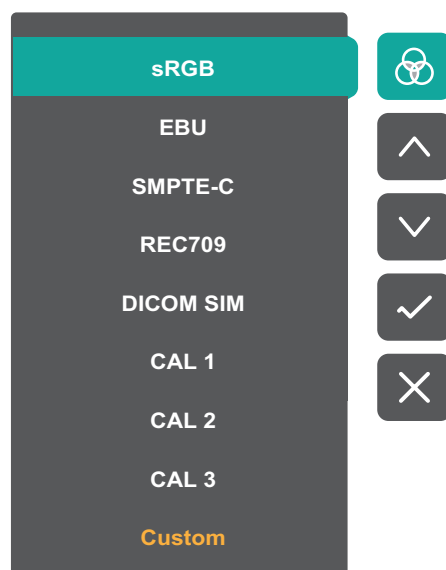 sRGB
EBU
SMPTE-C
REC709
DICOM SIM
CAL 1
CAL 2
CAL 3
Custom